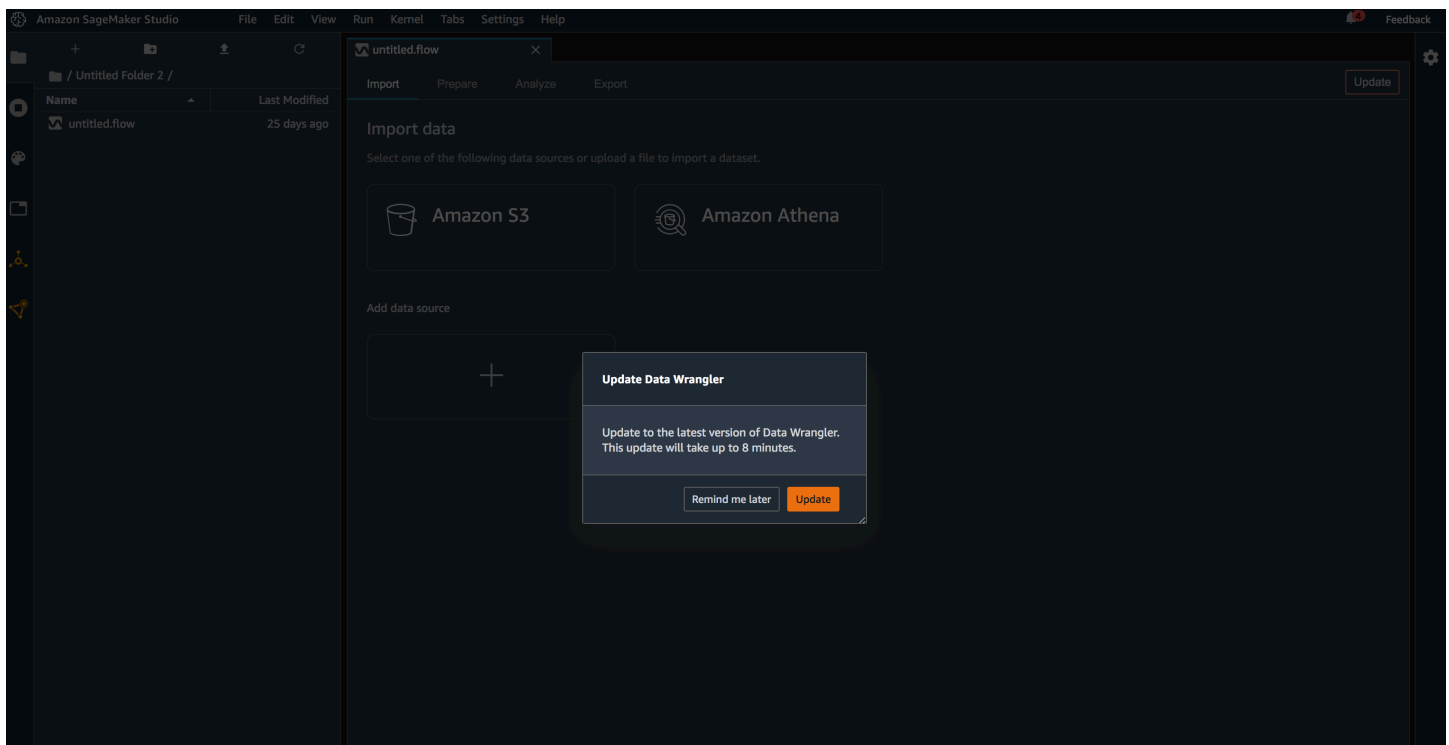 Amazon SageMaker Studio File Edit View Run Kernel Tabs Settings Help 4 Feedback
untitled.flow
/ Untitled Folder 2 /
Import Prepare Analyze Export Update
Name Last Modified
untitled.flow 25 days ago
Import data
Select one of the following data sources or upload a file to import a dataset.
Amazon S3 Amazon Athena
Add data source
Update Data Wrangler
Update to the latest version of Data Wrangler.
This update will take up to 8 minutes.
Remind me later Update